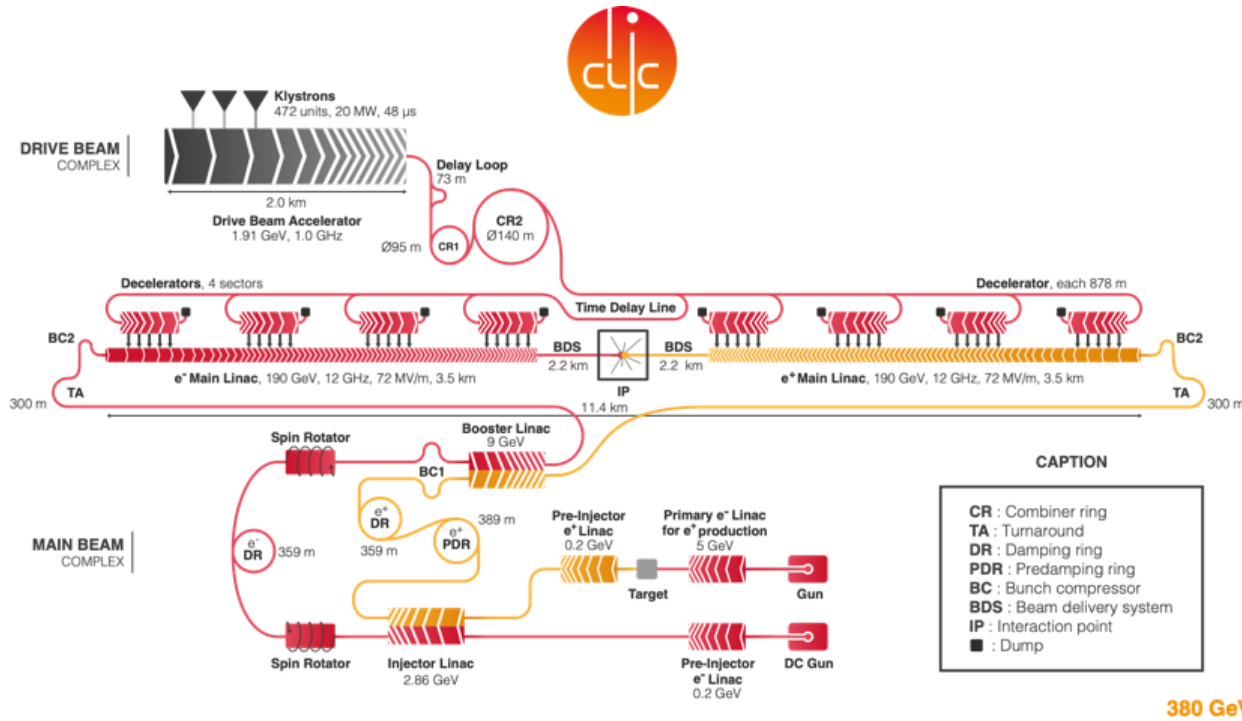 clic
Klystrons
472 units, 20 MW, 48 µs
DRIVE BEAM
COMPLEX
Delay Loop
73 m
2.0 km
Drive Beam Accelerator
1.91 GeV, 1.0 GHz
CR2
Ø140 m
Ø95 m
CR1
Decelerators, 4 sectors
Decelerator, each 878 m
Time Delay Line
BC2
BDS
BDS
BC2
2.2 km
2.2 km
e⁻ Main Linac, 190 GeV, 12 GHz, 72 MV/m, 3.5 km
IP
e⁺ Main Linac, 190 GeV, 12 GHz, 72 MV/m, 3.5 km
TA
TA
300 m
11.4 km
300 m
Booster Linac
9 GeV
Spin Rotator
BC1
CAPTION
MAIN BEAM
COMPLEX
e⁻
DR
359 m
e⁺
DR
359 m
389 m
e⁺
PDR
Pre-Injector
e⁺ Linac
0.2 GeV
Primary e⁻ Linac
for e⁺ production
5 GeV
Target
Gun
Spin Rotator
Injector Linac
2.86 GeV
Pre-Injector
e⁻ Linac
0.2 GeV
DC Gun
CR : Combiner ring
TA : Turnaround
DR : Damping ring
PDR : Predamping ring
BC : Bunch compressor
BDS : Beam delivery system
IP : Interaction point
: Dump
380 GeV